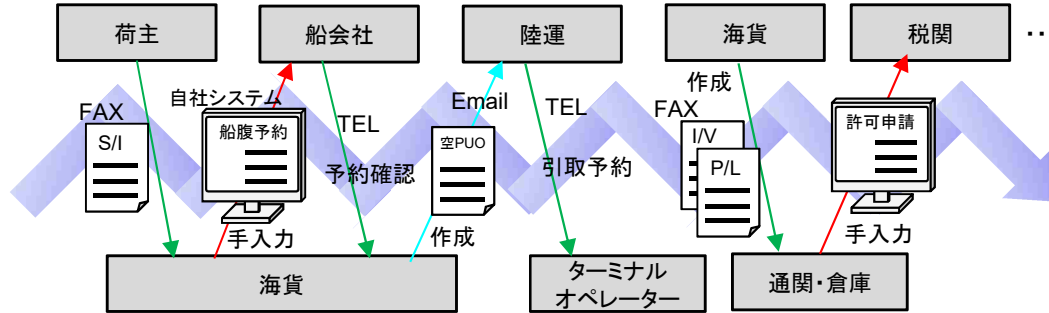 荷主
船会社
陸運
海貨
税関
‥
作成
自社システム
FAX
S/I
船腹予約
TEL
予約確認
Email
空PUO
作成
TEL
引取予約
FAX
I/V
P/L
許可申請
手入力
手入力
海貨
ターミナル
オペレーター
通関・倉庫